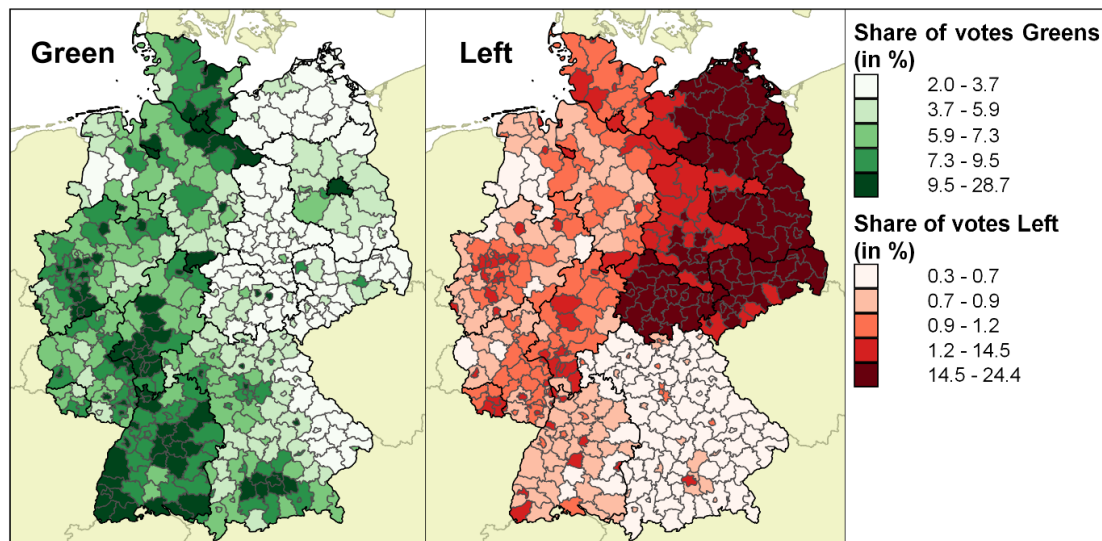 Green
Left
Share of votes Greens
(in %)
2.0 - 3.7
3.7 - 5.9
5.9 - 7.3
7.3 - 9.5
9.5 - 28.7
Share of votes Left
(in %)
0.3 - 0.7
0.7 - 0.9
0.9 - 1.2
1.2 - 14.5
14.5 - 24.4